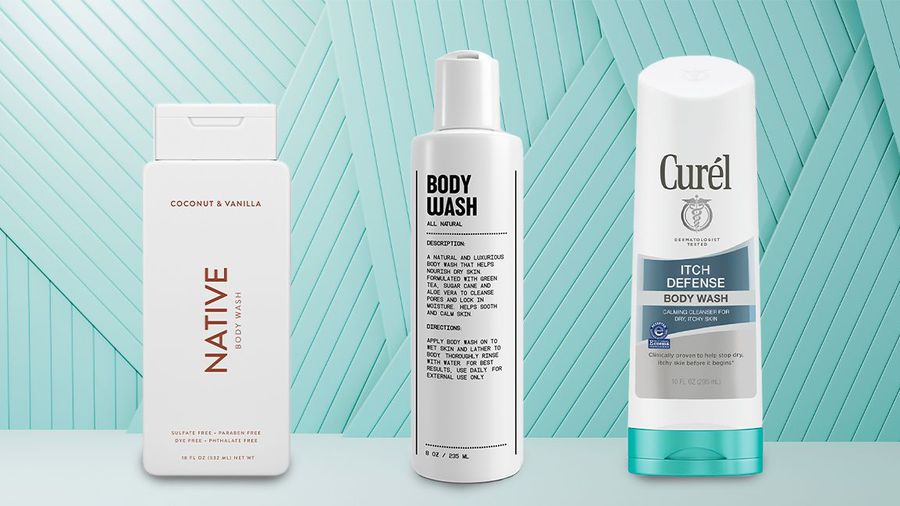 COCONUT & VANILLA
NATIVE
BODY WASH
SULFATE FREE • PARABEN FREE
DYE FREE • PHTHALATE FREE
18 FL OZ (532 ML) NET WT
BODY
WASH
ALL NATURAL
DESCRIPTION:
A NATURAL AND LUXURIOUS
BODY WASH THAT HELPS
NOURISH DRY SKIN.
FORMULATED WITH GREEN
TEA, SUGAR CANE AND
ALOE VERA TO CLEANSE
PORES AND LOCK IN
MOISTURE. HELPS SOOTH
AND CALM SKIN.
DIRECTIONS:
APPLY BODY WASH ON TO
WET SKIN AND LATHER TO
BODY. THOROUGHLY RINSE
WITH WATER. FOR BEST
RESULTS, USE DAILY. FOR
EXTERNAL USE ONLY.
8 OZ / 235 ML
Curél
DERMATOLOGIST
TESTED
ITCH
DEFENSE
BODY WASH
CALMING CLEANSER FOR
DRY, ITCHY SKIN
Eczema
Clinically proven to help stop dry,
itchy skin before it begins*
10 FL OZ (295 mL)